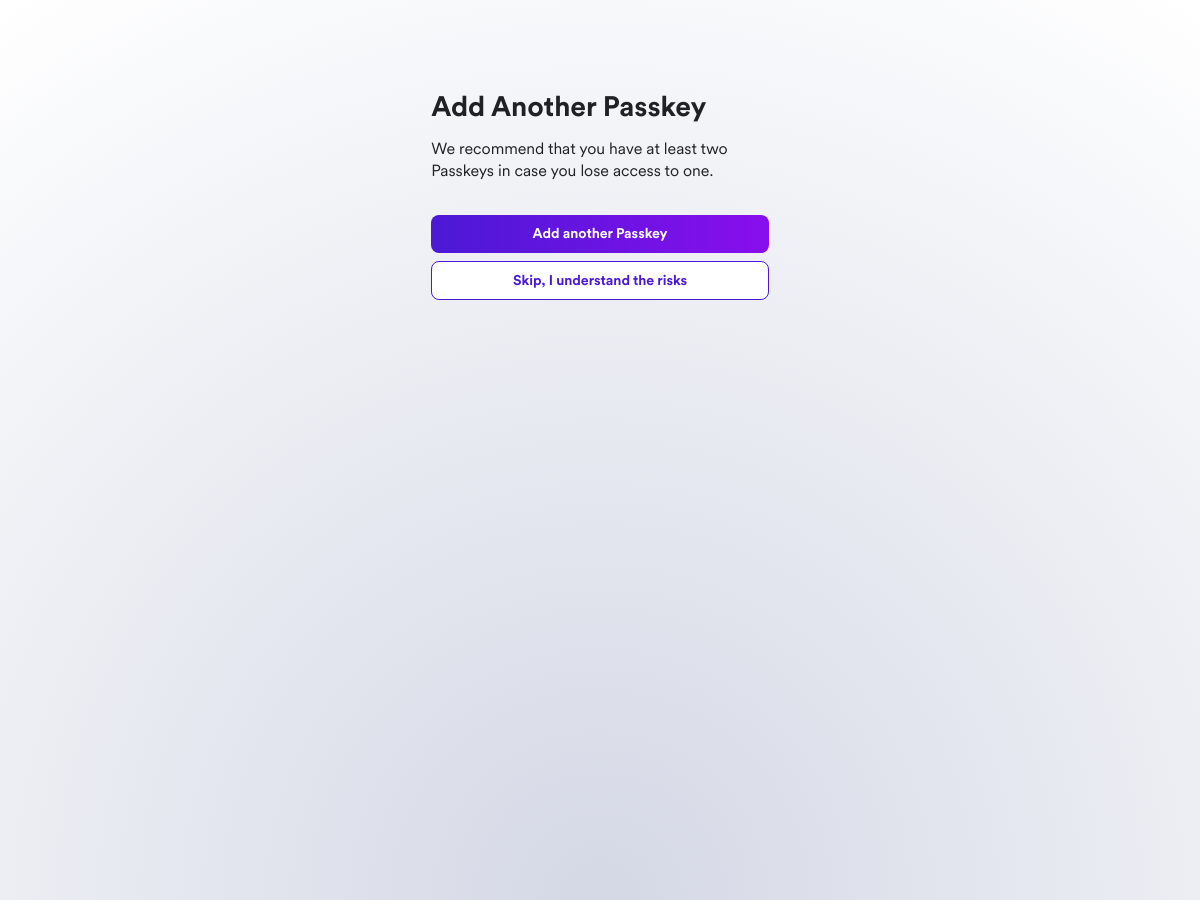 Add Another Passkey
We recommend that you have at least two
Passkeys in case you lose access to one.
Add another Passkey
Skip, I understand the risks